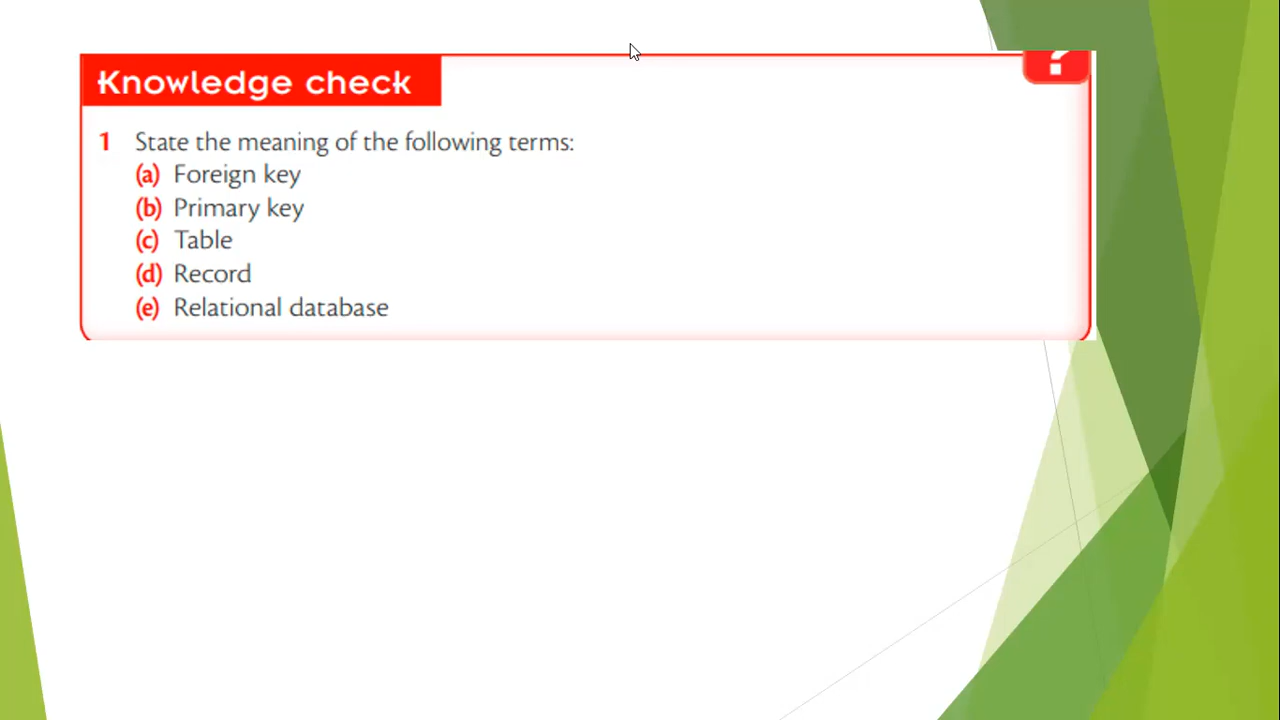 Knowledge check
?
1 State the meaning of the following terms:
(a) Foreign key
(b) Primary key
(c) Table
(d) Record
(e) Relational database